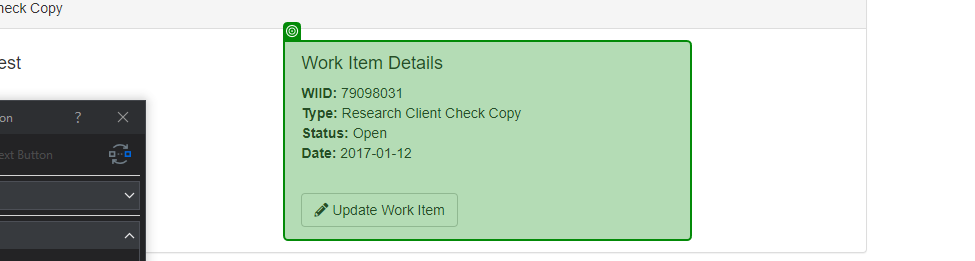 heck Copy
est
Work Item Details
WIID: 79098031
Type: Research Client Check Copy
Status: Open
Date: 2017-01-12
Update Work Item
on ?
ext Button